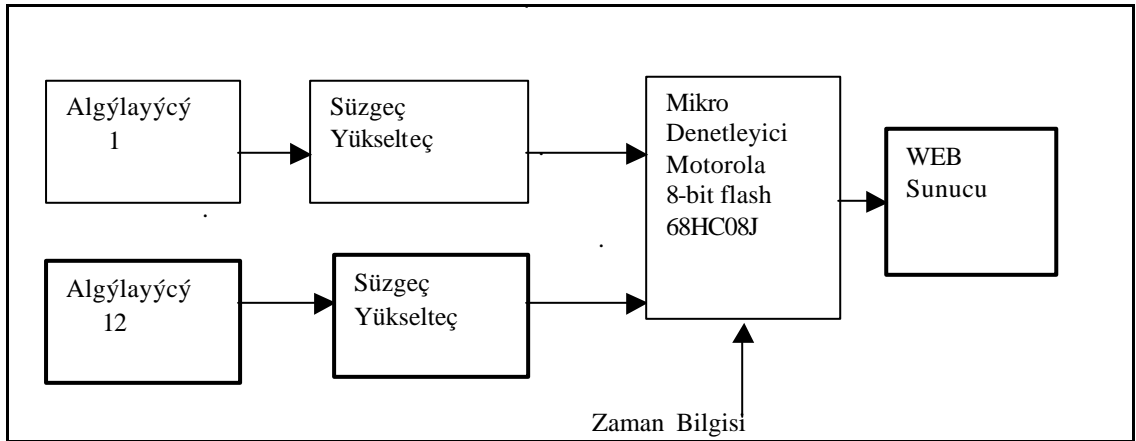 Algýlayýcý
1
Süzgeç
Yükselteç
Mikro
Denetleyici
Motorola
8-bit flash
68HC08J
WEB
Sunucu
Algýlayýcý
12
Süzgeç
Yükselteç
Zaman Bilgisi